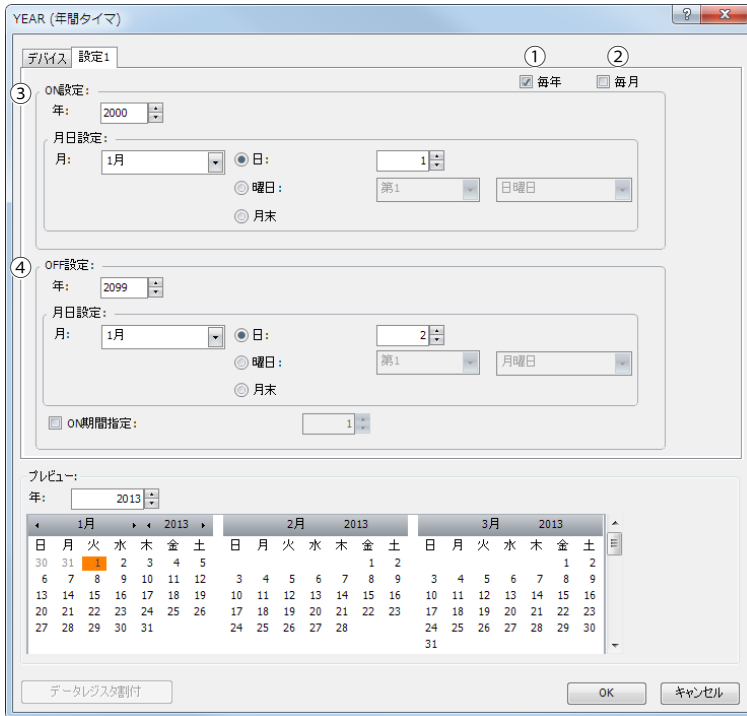 YEAR (年間タイマ)
デバイス 設定1
① ②
毎年 毎月
③ ON設定:
年: 2000
月日設定:
月: 1月 日: 1
曜日: 第1 日曜日
月末
④ OFF設定:
年: 2099
月日設定:
月: 1月 日: 2
曜日: 第1 月曜日
月末
ON期間指定: 1
プレビュー:
年: 2013
1月 2013 2月 2013 3月 2013
日 月 火 水 木 金 土 日 月 火 水 木 金 土 日 月 火 水 木 金 土
30 31 1 2 3 4 5 1 2 1 2
6 7 8 9 10 11 12 3 4 5 6 7 8 9 3 4 5 6 7 8 9
13 14 15 16 17 18 19 10 11 12 13 14 15 16 10 11 12 13 14 15 16
20 21 22 23 24 25 26 17 18 19 20 21 22 23 17 18 19 20 21 22 23
27 28 29 30 31 24 25 26 27 28 24 25 26 27 28 29 30
31
データレジスタ割付 OK キャンセル